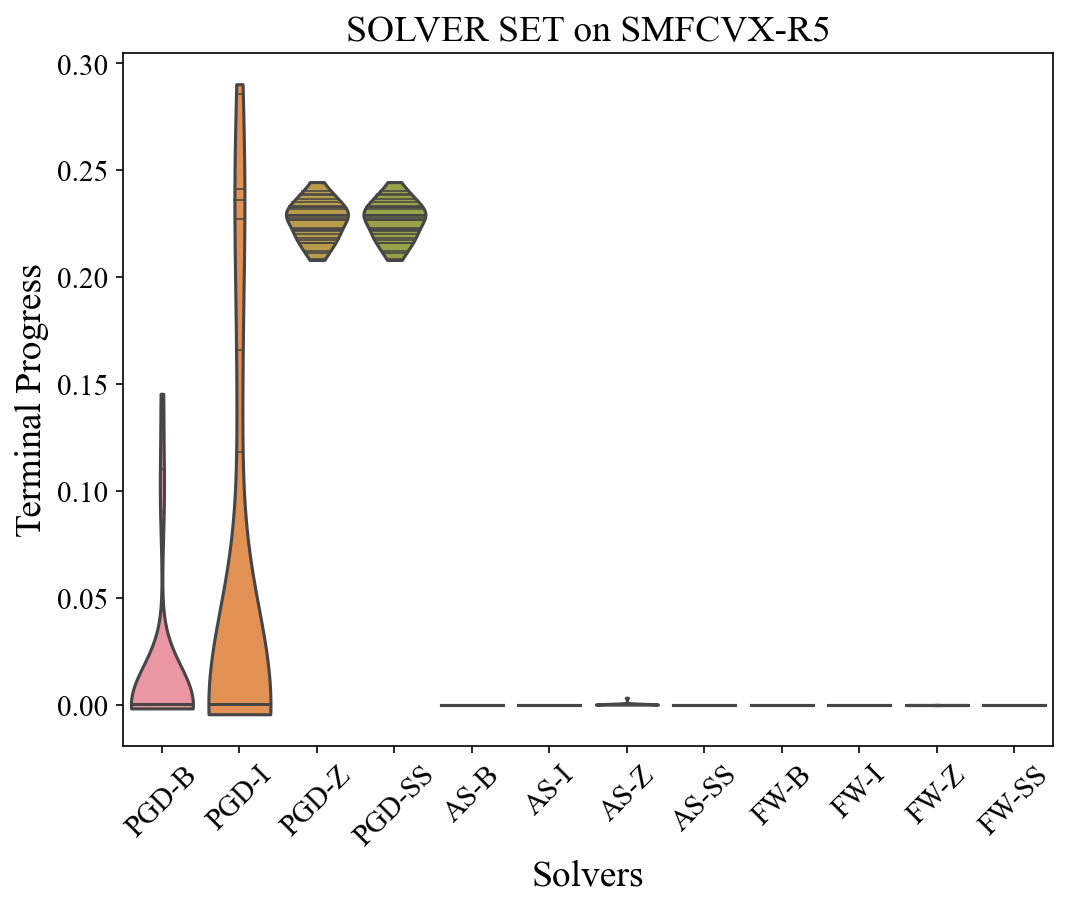 SOLVER SET on SMFCVX-R5
Terminal Progress
0.30
0.25
0.20
0.15
0.10
0.05
0.00
PGD-B
PGD-I
PGD-Z
PGD-SS
AS-B
AS-I
AS-Z
AS-SS
FW-B
FW-I
FW-Z
FW-SS
Solvers